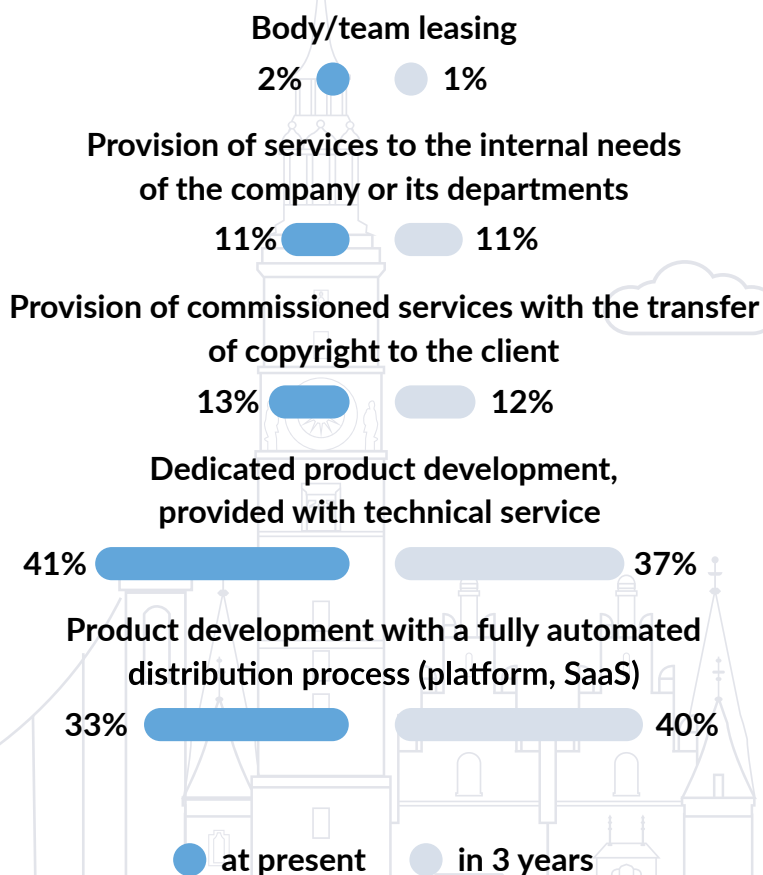 Body/team leasing
2% 1%
Provision of services to the internal needs
of the company or its departments
11% 11%
Provision of commissioned services with the transfer
of copyright to the client
13% 12%
Dedicated product development,
provided with technical service
41% 37%
Product development with a fully automated
distribution process (platform, SaaS)
33% 40%
at present in 3 years